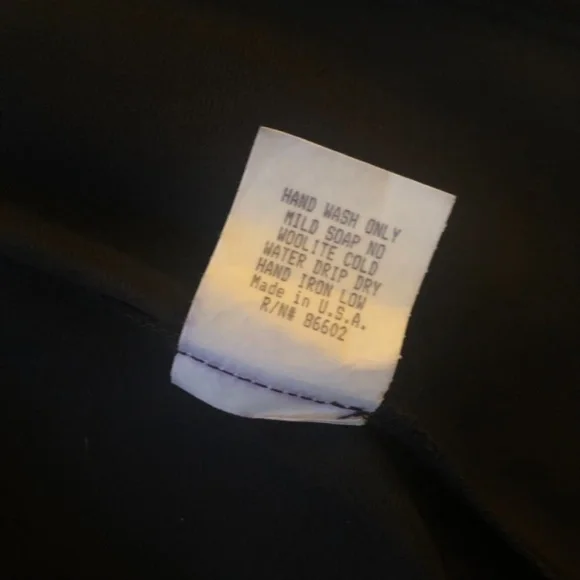 HAND WASH ONLY
MILD SOAP NO
WOOLITE COLD
WATER DRIP DRY
HAND IRON LOW
Made in U.S.A.
R/N# 86602